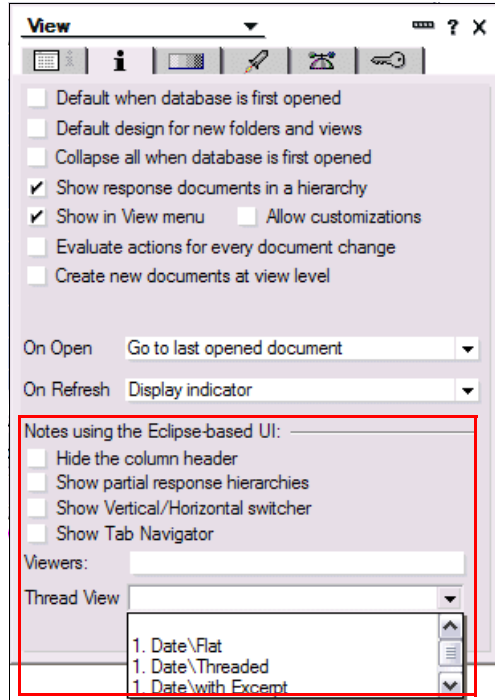 View ?
i
Default when database is first opened
Default design for new folders and views
Collapse all when database is first opened
Show response documents in a hierarchy
Show in View menu Allow customizations
Evaluate actions for every document change
Create new documents at view level
On Open Go to last opened document
On Refresh Display indicator
Notes using the Eclipse-based UI:
Hide the column header
Show partial response hierarchies
Show Vertical/Horizontal switcher
Show Tab Navigator
Viewers:
Thread View
1. Date\Flat
1. Date\Threaded
1. Date\with Excerpt